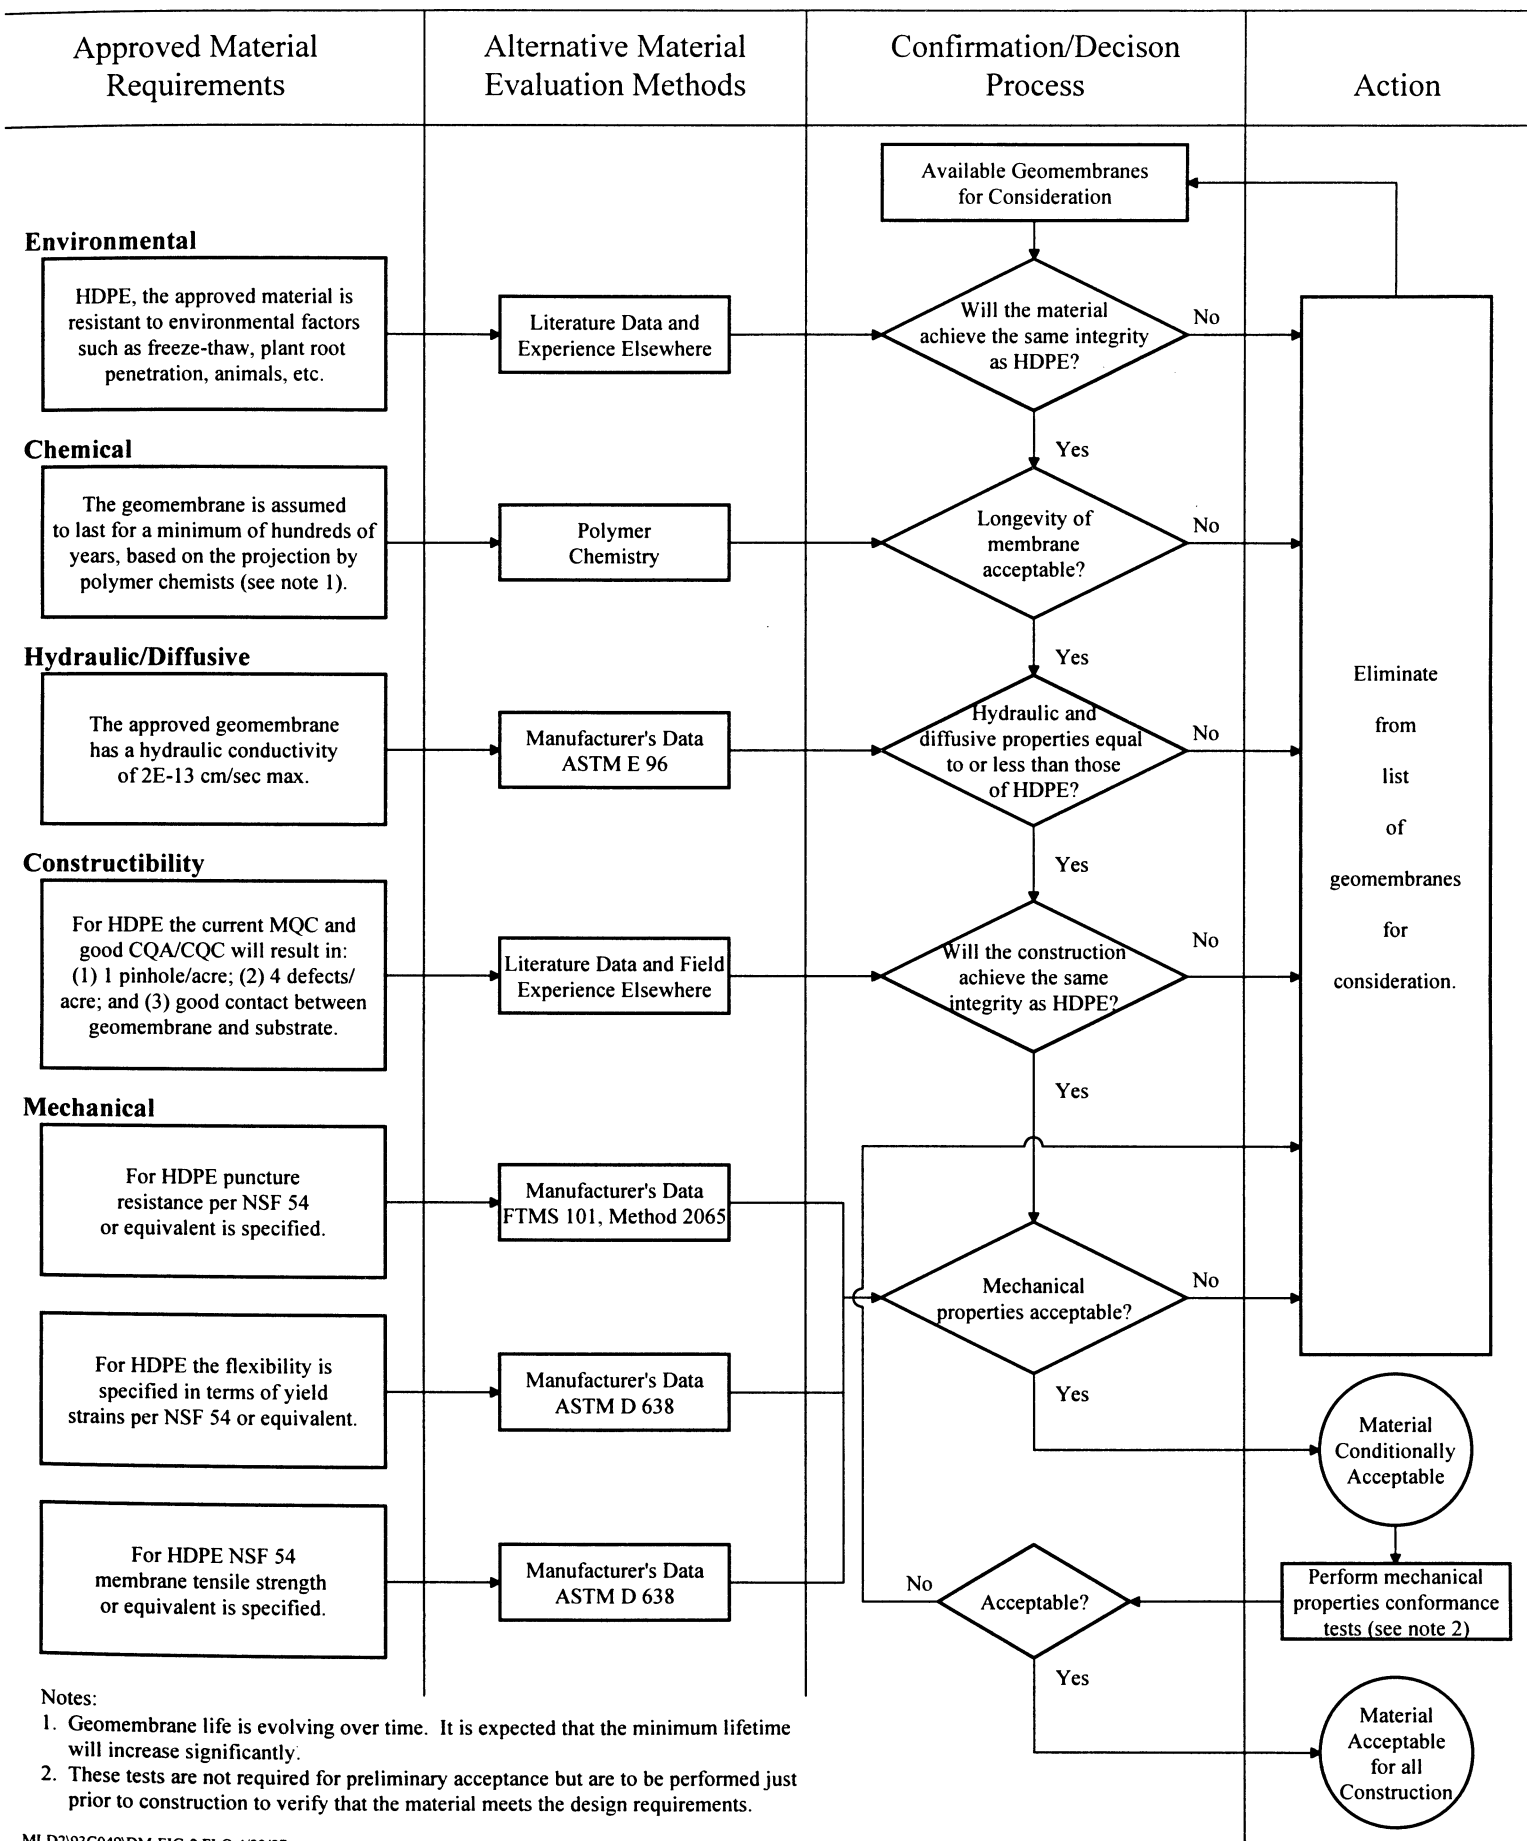 Approved Material
Requirements
Alternative Material
Evaluation Methods
Confirmation/Decison
Process
Action
Available Geomembranes
for Consideration
Environmental
HDPE, the approved material is
resistant to environmental factors
such as freeze-thaw, plant root
penetration, animals, etc.
Literature Data and
Experience Elsewhere
Will the material
achieve the same integrity
as HDPE?
No
Yes
Chemical
The geomembrane is assumed
to last for a minimum of hundreds of
years, based on the projection by
polymer chemists (see note 1).
Polymer
Chemistry
Longevity of
membrane
acceptable?
No
Yes
Hydraulic/Diffusive
The approved geomembrane
has a hydraulic conductivity
of 2E-13 cm/sec max.
Manufacturer's Data
ASTM E 96
Hydraulic and
diffusive properties equal
to or less than those
of HDPE?
No
Yes
Eliminate
from
list
of
geomembranes
for
consideration.
Constructibility
For HDPE the current MQC and
good CQA/CQC will result in:
(1) 1 pinhole/acre; (2) 4 defects/
acre; and (3) good contact between
geomembrane and substrate.
Literature Data and Field
Experience Elsewhere
Will the construction
achieve the same
integrity as HDPE?
No
Yes
Mechanical
For HDPE puncture
resistance per NSF 54
or equivalent is specified.
Manufacturer's Data
FTMS 101, Method 2065
Mechanical
properties acceptable?
No
Yes
For HDPE the flexibility is
specified in terms of yield
strains per NSF 54 or equivalent.
Manufacturer's Data
ASTM D 638
Material
Conditionally
Acceptable
For HDPE NSF 54
membrane tensile strength
or equivalent is specified.
Manufacturer's Data
ASTM D 638
No
Acceptable?
Yes
Perform mechanical
properties conformance
tests (see note 2)
Material
Acceptable
for all
Construction
Notes:
1. Geomembrane life is evolving over time. It is expected that the minimum lifetime
will increase significantly.
2. These tests are not required for preliminary acceptance but are to be performed just
prior to construction to verify that the material meets the design requirements.